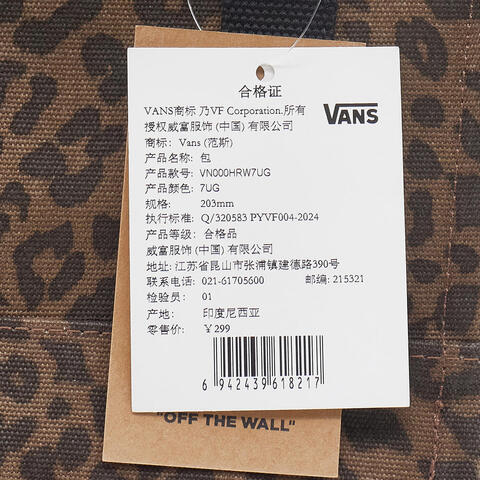 合格证
VANS商标 乃VF Corporation.所有
授权威富服饰 (中国) 有限公司
VANS
商标: Vans (范斯)
产品名称: 包
产品款号: VN000HRW7UG
产品颜色: 7UG
规格: 203mm
执行标准: Q/320583 PYVF004-2024
产品等级: 合格品
威富服饰 (中国) 有限公司
地址: 江苏省昆山市张浦镇建德路390号
联系电话: 021-61705600 邮编: 215321
检验员: 01
产地: 印度尼西亚
零售价: ￥299
6 942439 618217
"OFF THE WALL"